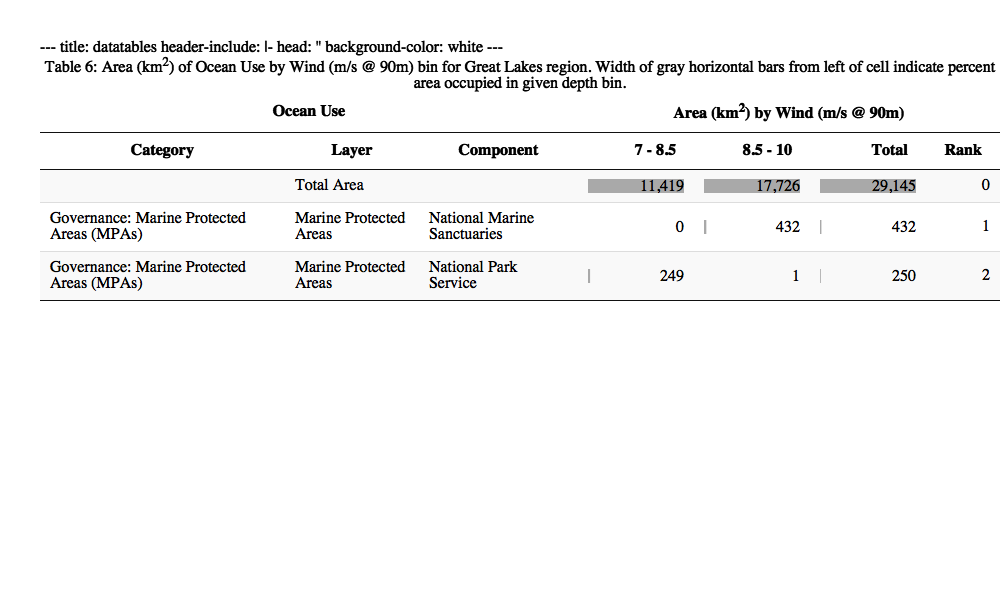 --- title: datatables header-include: |- head: " background-color: white ---
Table 6: Area (km2) of Ocean Use by Wind (m/s @ 90m) bin for Great Lakes region. Width of gray horizontal bars from left of cell indicate percent
area occupied in given depth bin.
Ocean Use Area (km2) by Wind (m/s @ 90m)
Category Layer Component 7 - 8.5 8.5 - 10 Total Rank
Total Area 11,419 17,726 29,145 0
Governance: Marine Protected Marine Protected National Marine
Areas (MPAs) Areas Sanctuaries 0 432 432 1
Governance: Marine Protected Marine Protected National Park
Areas (MPAs) Areas Service 249 1 250 2